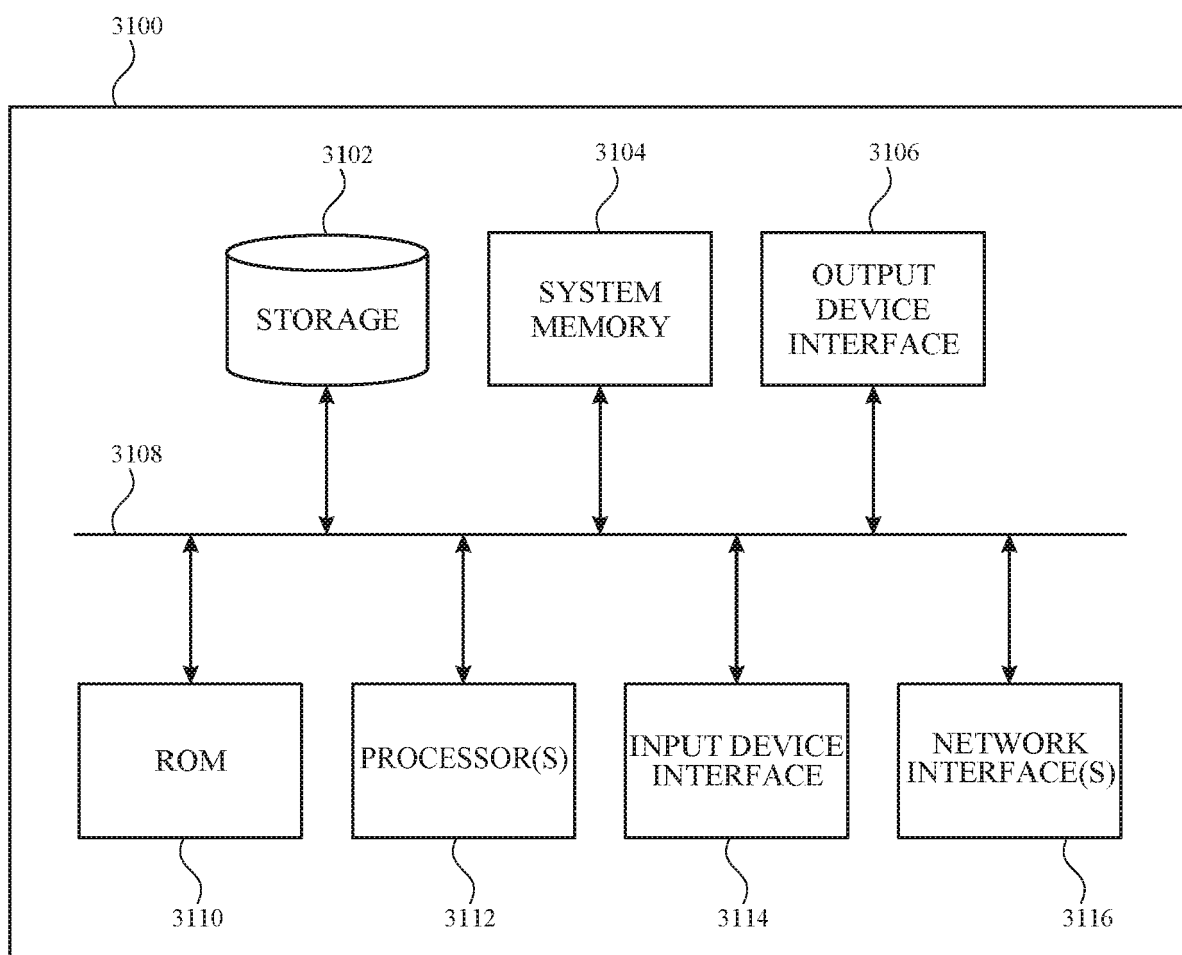 3100
3102
3104
3106
STORAGE
SYSTEM
MEMORY
OUTPUT
DEVICE
INTERFACE
3108
ROM
PROCESSOR(S)
INPUT DEVICE
INTERFACE
NETWORK
INTERFACE(S)
3110
3112
3114
3116